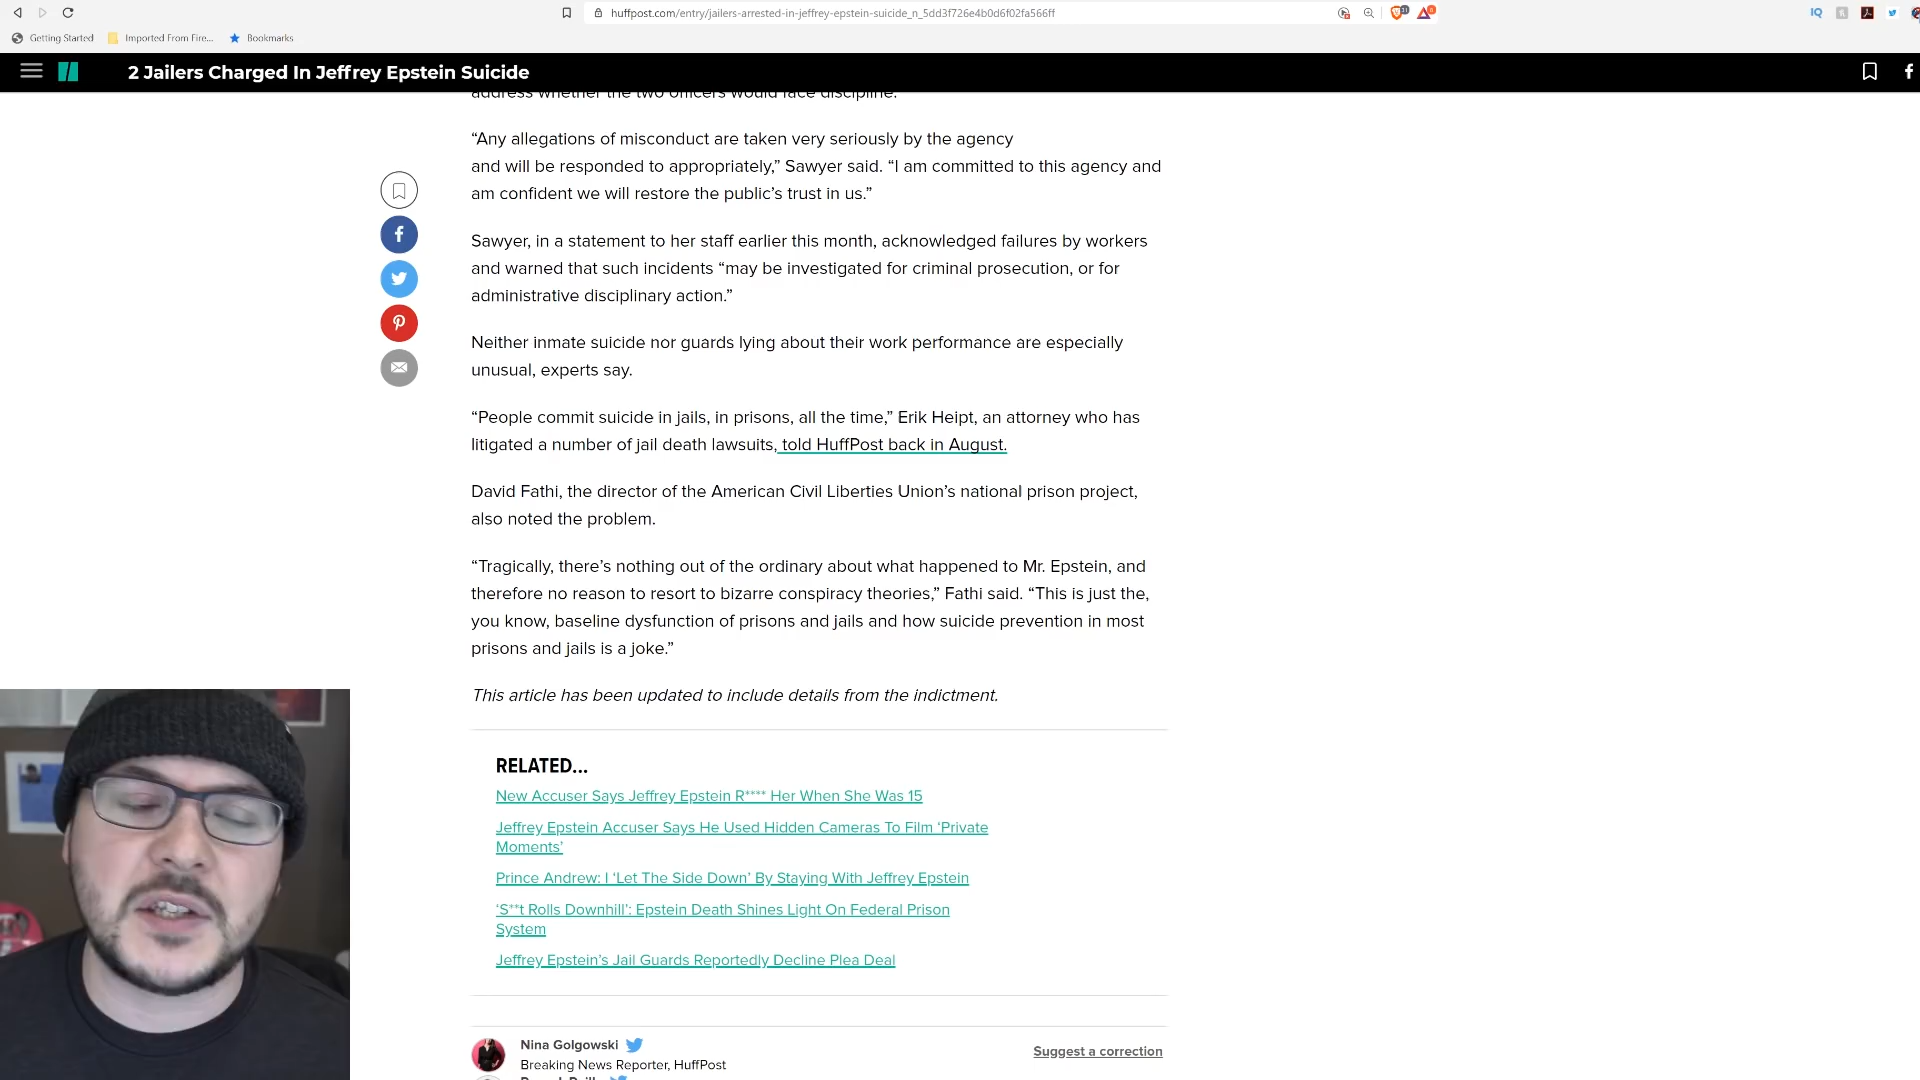 huffpost.com/entry/jailers-arrested-in-jeffrey-epstein-suicide_n_5dd3f726e4b0d6f02fa566ff
IQ
Getting Started
Imported From Fire...
Bookmarks
2 Jailers Charged In Jeffrey Epstein Suicide
address whether the two officers would face discipline.
“Any allegations of misconduct are taken very seriously by the agency
and will be responded to appropriately,” Sawyer said. “I am committed to this agency and
am confident we will restore the public’s trust in us.”
Sawyer, in a statement to her staff earlier this month, acknowledged failures by workers
and warned that such incidents “may be investigated for criminal prosecution, or for
administrative disciplinary action.”
Neither inmate suicide nor guards lying about their work performance are especially
unusual, experts say.
“People commit suicide in jails, in prisons, all the time,” Erik Heipt, an attorney who has
litigated a number of jail death lawsuits, told HuffPost back in August.
David Fathi, the director of the American Civil Liberties Union’s national prison project,
also noted the problem.
“Tragically, there’s nothing out of the ordinary about what happened to Mr. Epstein, and
therefore no reason to resort to bizarre conspiracy theories,” Fathi said. “This is just the,
you know, baseline dysfunction of prisons and jails and how suicide prevention in most
prisons and jails is a joke.”
This article has been updated to include details from the indictment.
RELATED...
New Accuser Says Jeffrey Epstein R**** Her When She Was 15
Jeffrey Epstein Accuser Says He Used Hidden Cameras To Film ‘Private
Moments’
Prince Andrew: I ‘Let The Side Down’ By Staying With Jeffrey Epstein
‘S**t Rolls Downhill’: Epstein Death Shines Light On Federal Prison
System
Jeffrey Epstein’s Jail Guards Reportedly Decline Plea Deal
Nina Golgowski
Breaking News Reporter, HuffPost
Suggest a correction